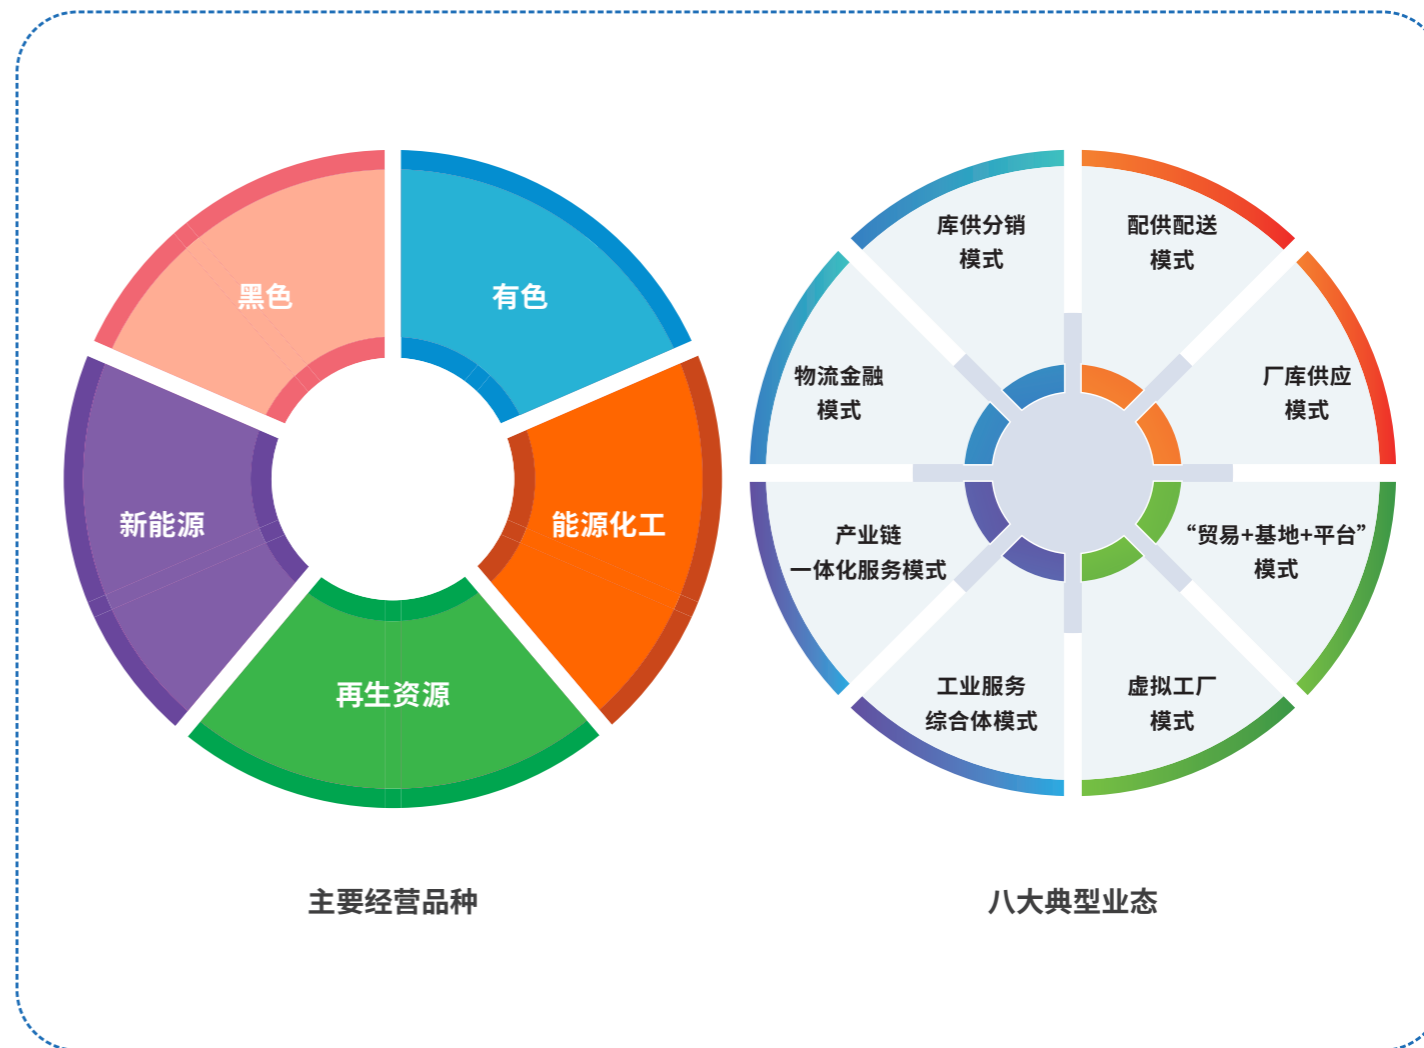 黑色
有色
新能源
能源化工
再生资源
主要经营品种
库供分销
模式
配供配送
模式
物流金融
模式
厂库供应
模式
产业链
一体化服务模式
“贸易+基地+平台”
模式
工业服务
综合体模式
虚拟工厂
模式
八大典型业态